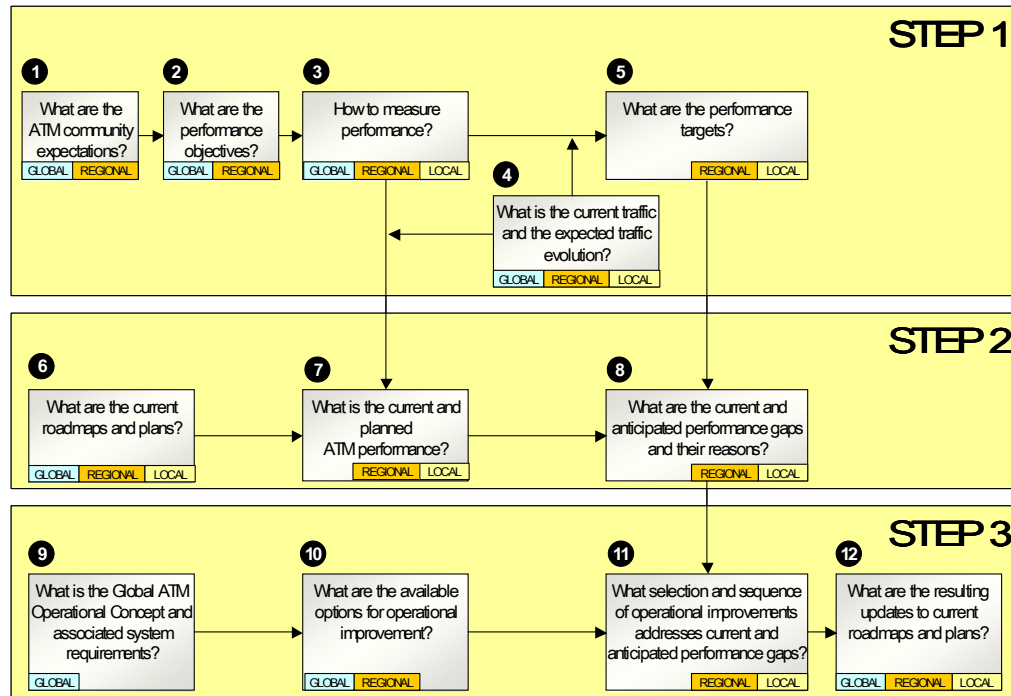 STEP 1
1
What are the
ATM community
expectations?
GLOBAL REGIONAL
2
What are the
performance
objectives?
GLOBAL REGIONAL
3
How to measure
performance?
GLOBAL REGIONAL LOCAL
5
What are the performance
targets?
REGIONAL LOCAL
4
What is the current traffic
and the expected traffic
evolution?
GLOBAL REGIONAL LOCAL
STEP 2
6
What are the current
roadmaps and plans?
GLOBAL REGIONAL LOCAL
7
What is the current and
planned
ATM performance?
REGIONAL LOCAL
8
What are the current and
anticipated performance gaps
and their reasons?
REGIONAL LOCAL
STEP 3
9
What is the Global ATM
Operational Concept and
associated system
requirements?
GLOBAL
10
What are the available
options for operational
improvement?
GLOBAL REGIONAL
11
What selection and sequence
of operational improvements
addresses current and
anticipated performance gaps?
REGIONAL LOCAL
12
What are the resulting
updates to current
roadmaps and plans?
GLOBAL REGIONAL LOCAL